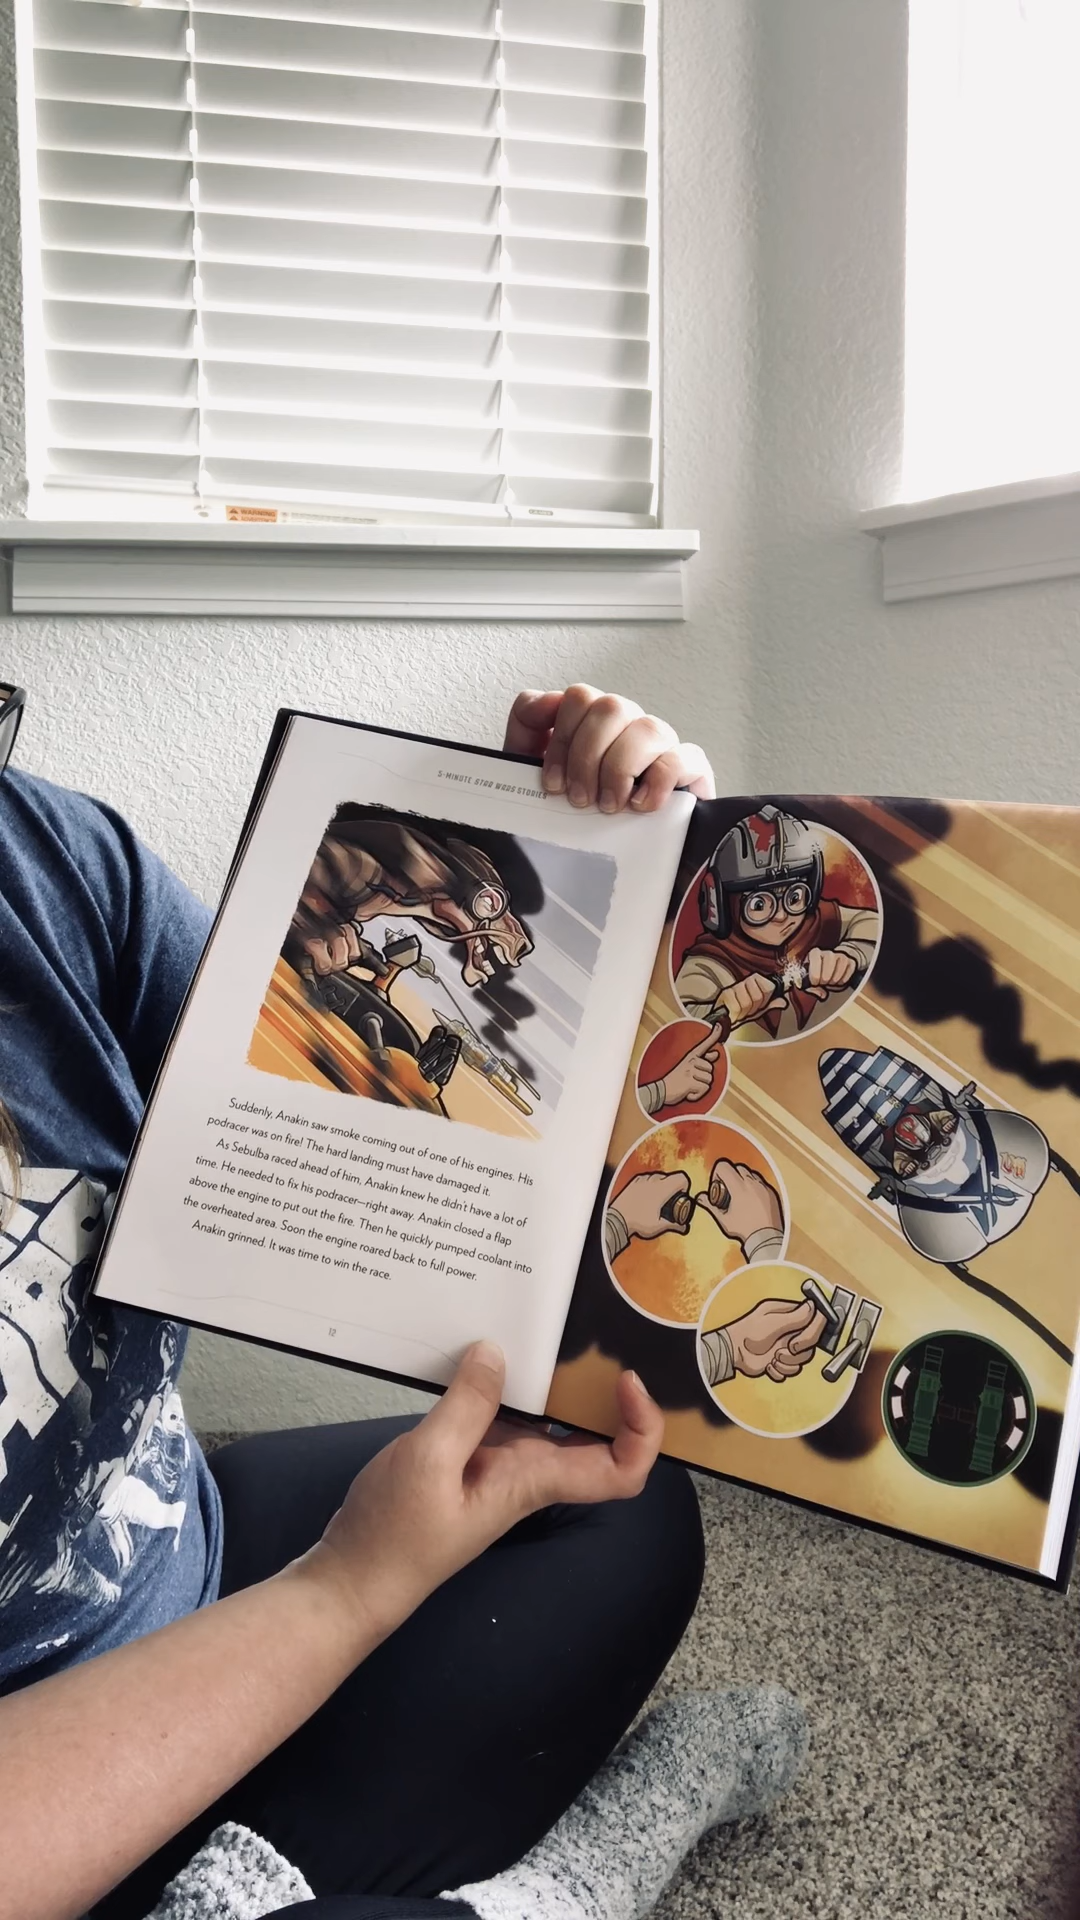 WARNING
5-MINUTE STAR WARS STORIES
Suddenly, Anakin saw smoke coming out of one of his engines. His
podracer was on fire! The hard landing must have damaged it.
As Sebulba raced ahead of him, Anakin knew he didn't have a lot of
time. He needed to fix his podracer—right away. Anakin closed a flap
above the engine to put out the fire. Then he quickly pumped coolant into
the overheated area. Soon the engine roared back to full power.
Anakin grinned. It was time to win the race.
12